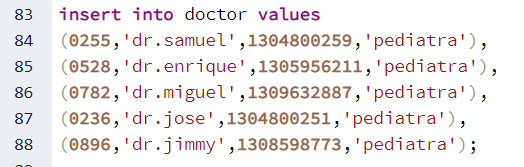 83 insert into doctor values
84 (0255,'dr.samuel',1304800259,'pediatra'),
85 (0528,'dr.enrique',1305956211,'pediatra'),
86 (0782,'dr.miguel',1309632887,'pediatra'),
87 (0236,'dr.jose',1304800251,'pediatra'),
88 (0896,'dr.jimmy',1308598773,'pediatra');